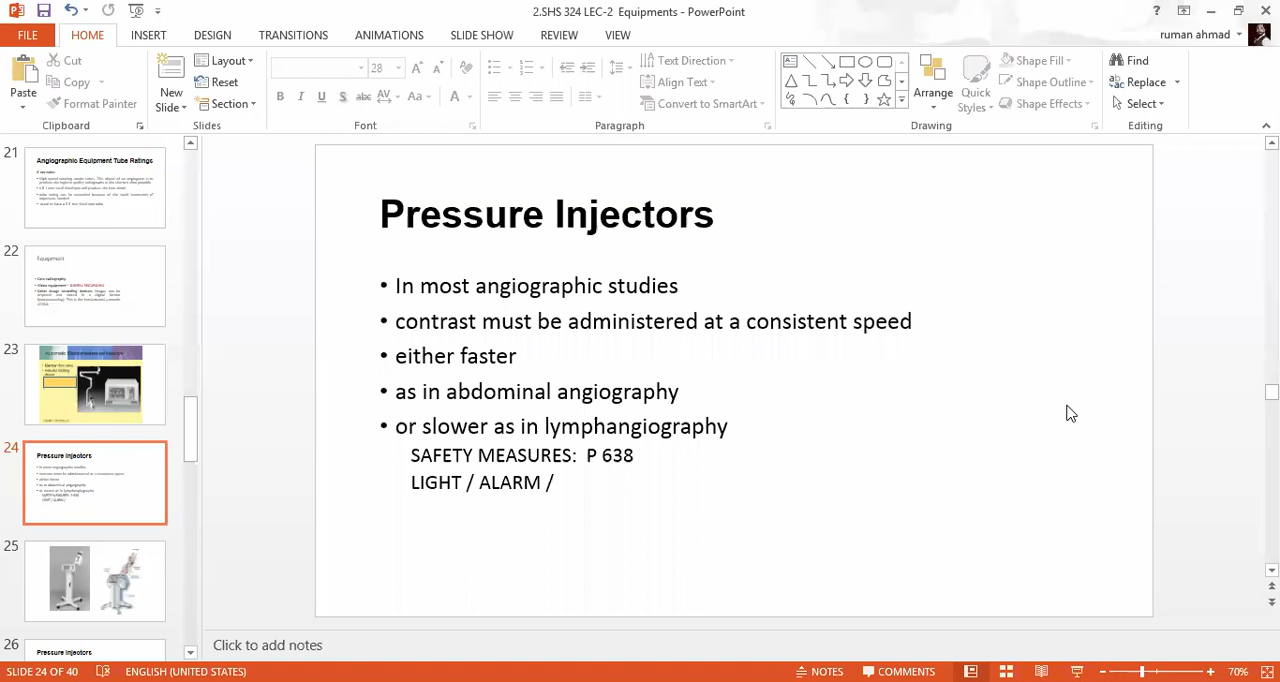 2.SHS 324 LEC-2 Equipments - PowerPoint
FILE HOME INSERT DESIGN TRANSITIONS ANIMATIONS SLIDE SHOW REVIEW VIEW ruman ahmad
Paste
Cut
Copy
Format Painter
Clipboard
New Slide
Layout
Reset
Section
Slides
28
B I U S abc AV Aa A
Font
Text Direction
Align Text
Convert to SmartArt
Paragraph
Arrange
Quick Styles
Shape Fill
Shape Outline
Shape Effects
Drawing
Find
Replace
Select
Editing
21
Angiographic Equipment Tube Ratings
22
Equipment
23
24
Pressure Injectors
25
26
Pressure Injectors
Pressure Injectors
• In most angiographic studies
• contrast must be administered at a consistent speed
• either faster
• as in abdominal angiography
• or slower as in lymphangiography
SAFETY MEASURES: P 638
LIGHT / ALARM /
Click to add notes
SLIDE 24 OF 40 ENGLISH (UNITED STATES) NOTES COMMENTS 70%